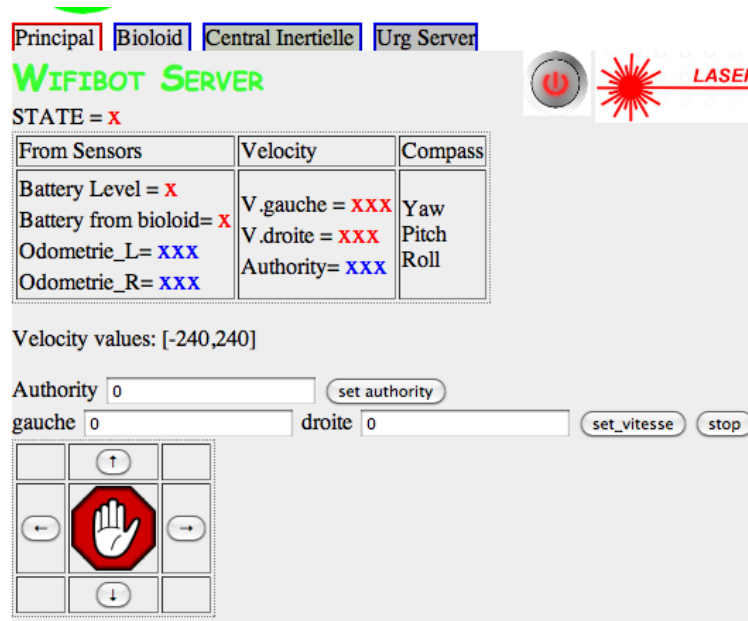 Principal Bioloid Central Inertielle Urg Server
WIFIBOT SERVER
LASER
STATE = X
From Sensors Velocity Compass
Battery Level = X
Battery from bioloid= X
Odometrie_L= XXX
Odometrie_R= XXX
V.gauche = XXX
V.droite = XXX
Authority= XXX
Yaw
Pitch
Roll
Velocity values: [-240,240]
Authority 0 set authority
gauche 0 droite 0 set_vitesse stop
↑
← →
↓